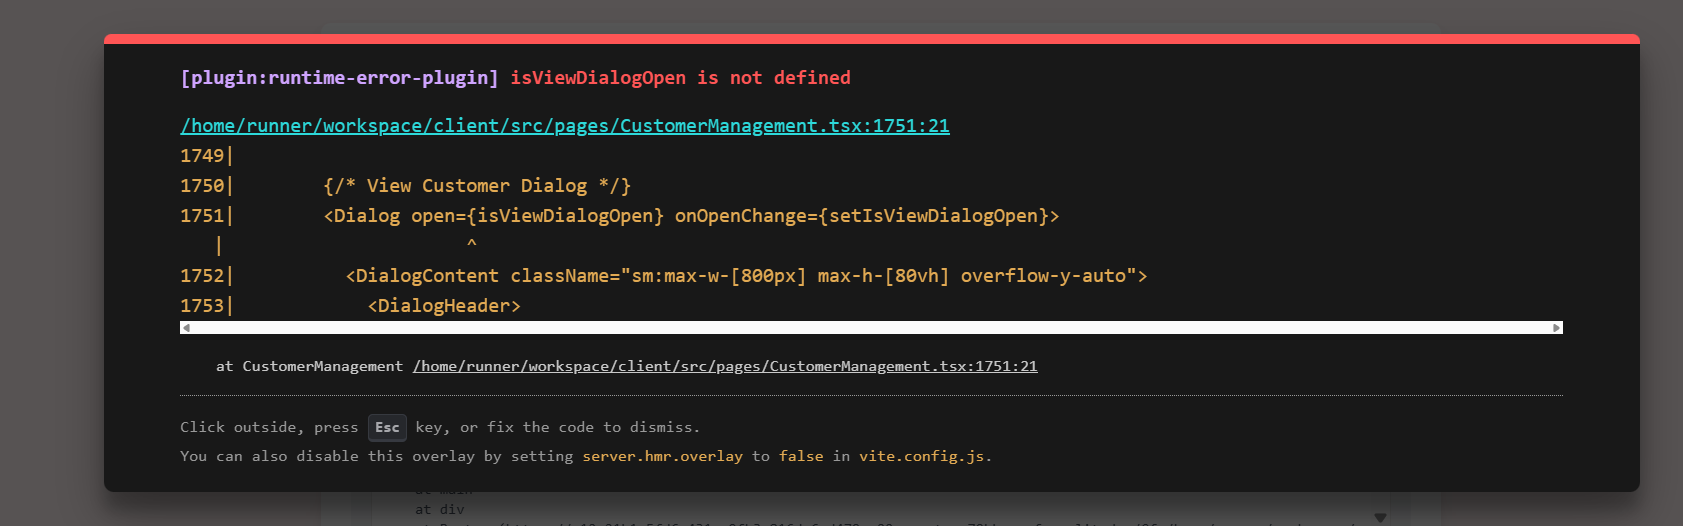 [plugin:runtime-error-plugin] isViewDialogOpen is not defined
/home/runner/workspace/client/src/pages/CustomerManagement.tsx:1751:21
1749|
1750|        {/* View Customer Dialog */}
1751|        <Dialog open={isViewDialogOpen} onOpenChange={setIsViewDialogOpen}>
   |                      ^
1752|          <DialogContent className="sm:max-w-[800px] max-h-[80vh] overflow-y-auto">
1753|            <DialogHeader>
at CustomerManagement /home/runner/workspace/client/src/pages/CustomerManagement.tsx:1751:21
Click outside, press Esc key, or fix the code to dismiss.
You can also disable this overlay by setting server.hmr.overlay to false in vite.config.js.
at div